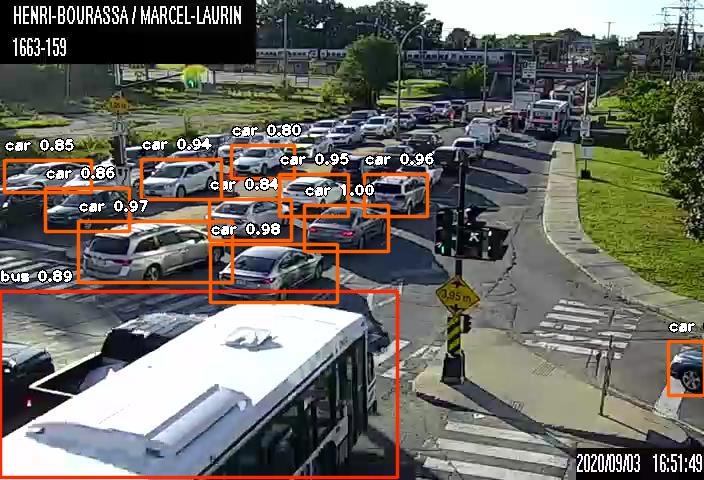 HENRI-BOURASSA / MARCEL-LAURIN
1663-159
car 0.80
car 0.85
car 0.94
car 0.95
car 0.96
car 0.86
car 0.84
car 1.00
car 0.97
car 0.98
bus 0.89
3,95 m
car
2020/09/03 16:51:49